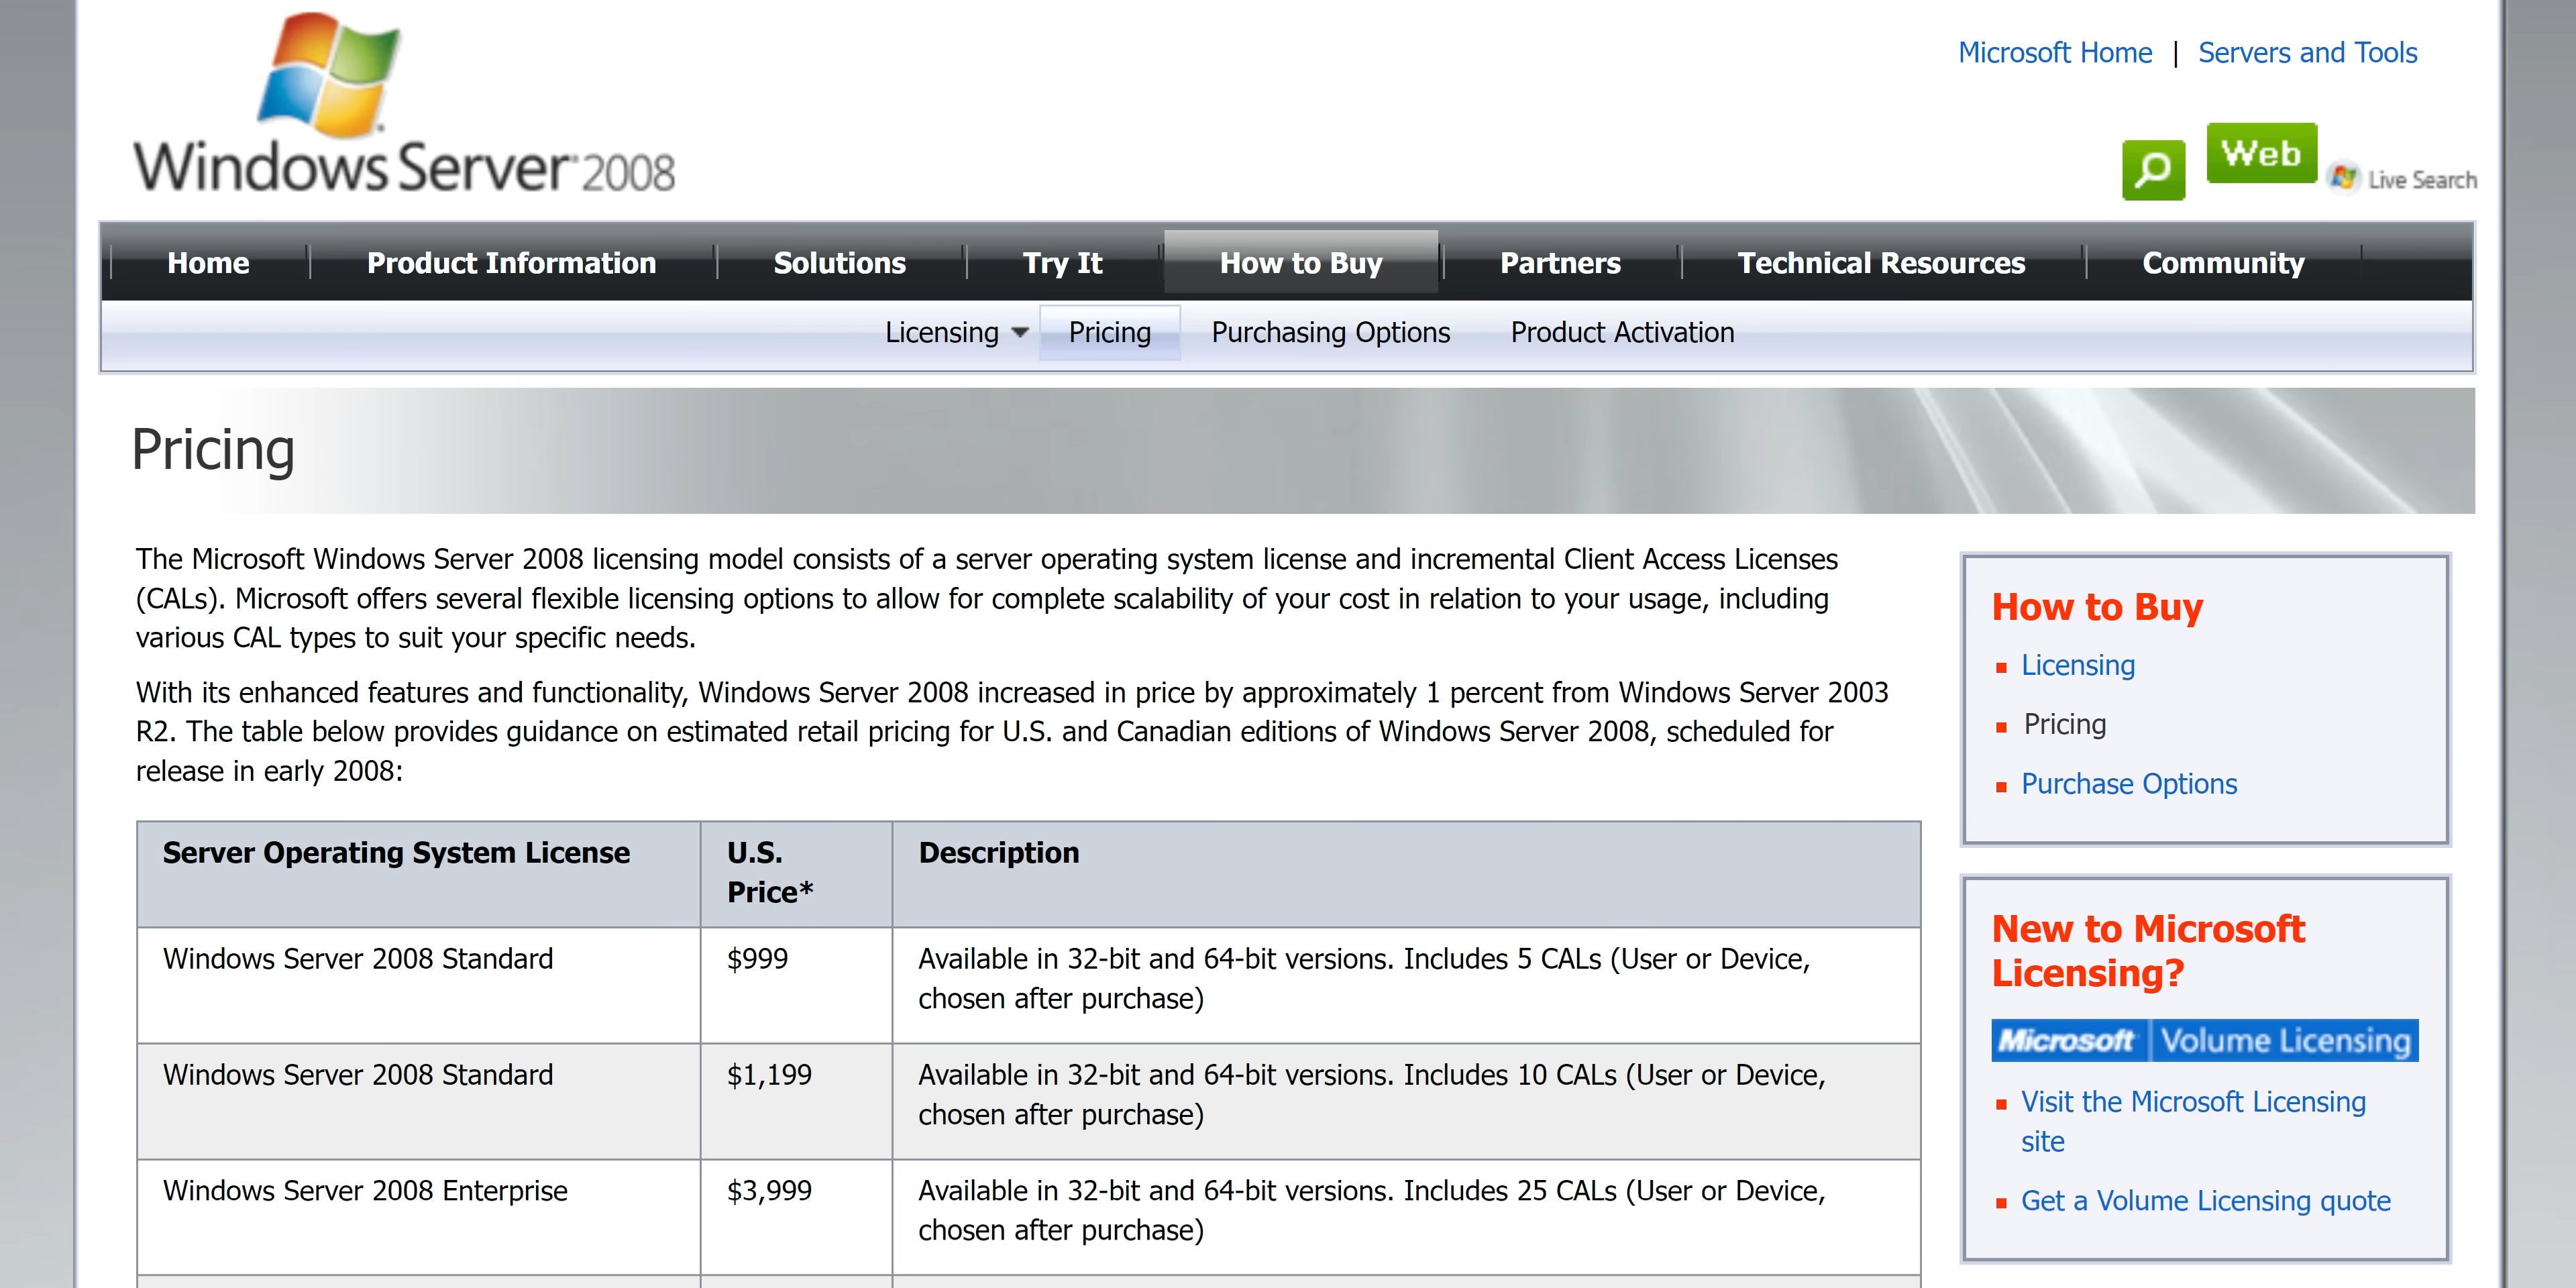 Windows Server 2008
Microsoft Home | Servers and Tools
Web
Live Search
Home
Product Information
Solutions
Try It
How to Buy
Partners
Technical Resources
Community
Licensing
Pricing
Purchasing Options
Product Activation
Pricing
The Microsoft Windows Server 2008 licensing model consists of a server operating system license and incremental Client Access Licenses
(CALs). Microsoft offers several flexible licensing options to allow for complete scalability of your cost in relation to your usage, including
various CAL types to suit your specific needs.
With its enhanced features and functionality, Windows Server 2008 increased in price by approximately 1 percent from Windows Server 2003
R2. The table below provides guidance on estimated retail pricing for U.S. and Canadian editions of Windows Server 2008, scheduled for
release in early 2008:
Server Operating System License
U.S.
Price*
Description
Windows Server 2008 Standard
$999
Available in 32-bit and 64-bit versions. Includes 5 CALs (User or Device,
chosen after purchase)
Windows Server 2008 Standard
$1,199
Available in 32-bit and 64-bit versions. Includes 10 CALs (User or Device,
chosen after purchase)
Windows Server 2008 Enterprise
$3,999
Available in 32-bit and 64-bit versions. Includes 25 CALs (User or Device,
chosen after purchase)
How to Buy
Licensing
Pricing
Purchase Options
New to Microsoft
Licensing?
Microsoft Volume Licensing
Visit the Microsoft Licensing
site
Get a Volume Licensing quote